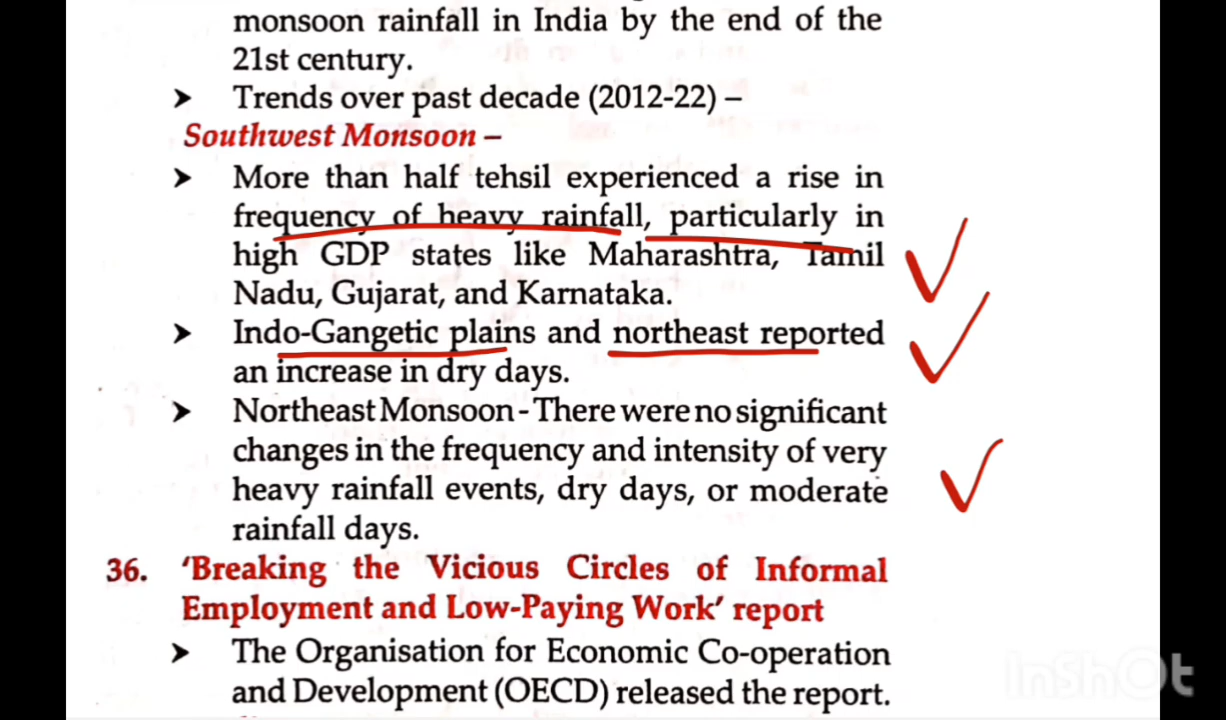 monsoon rainfall in India by the end of the
21st century.
➤ Trends over past decade (2012-22) –
Southwest Monsoon –
➤ More than half tehsil experienced a rise in
frequency of heavy rainfall, particularly in
high GDP states like Maharashtra, Tamil
Nadu, Gujarat, and Karnataka.
➤ Indo-Gangetic plains and northeast reported
an increase in dry days.
➤ Northeast Monsoon - There were no significant
changes in the frequency and intensity of very
heavy rainfall events, dry days, or moderate
rainfall days.
36. ‘Breaking the Vicious Circles of Informal
Employment and Low-Paying Work’ report
➤ The Organisation for Economic Co-operation
and Development (OECD) released the report.
InShOt